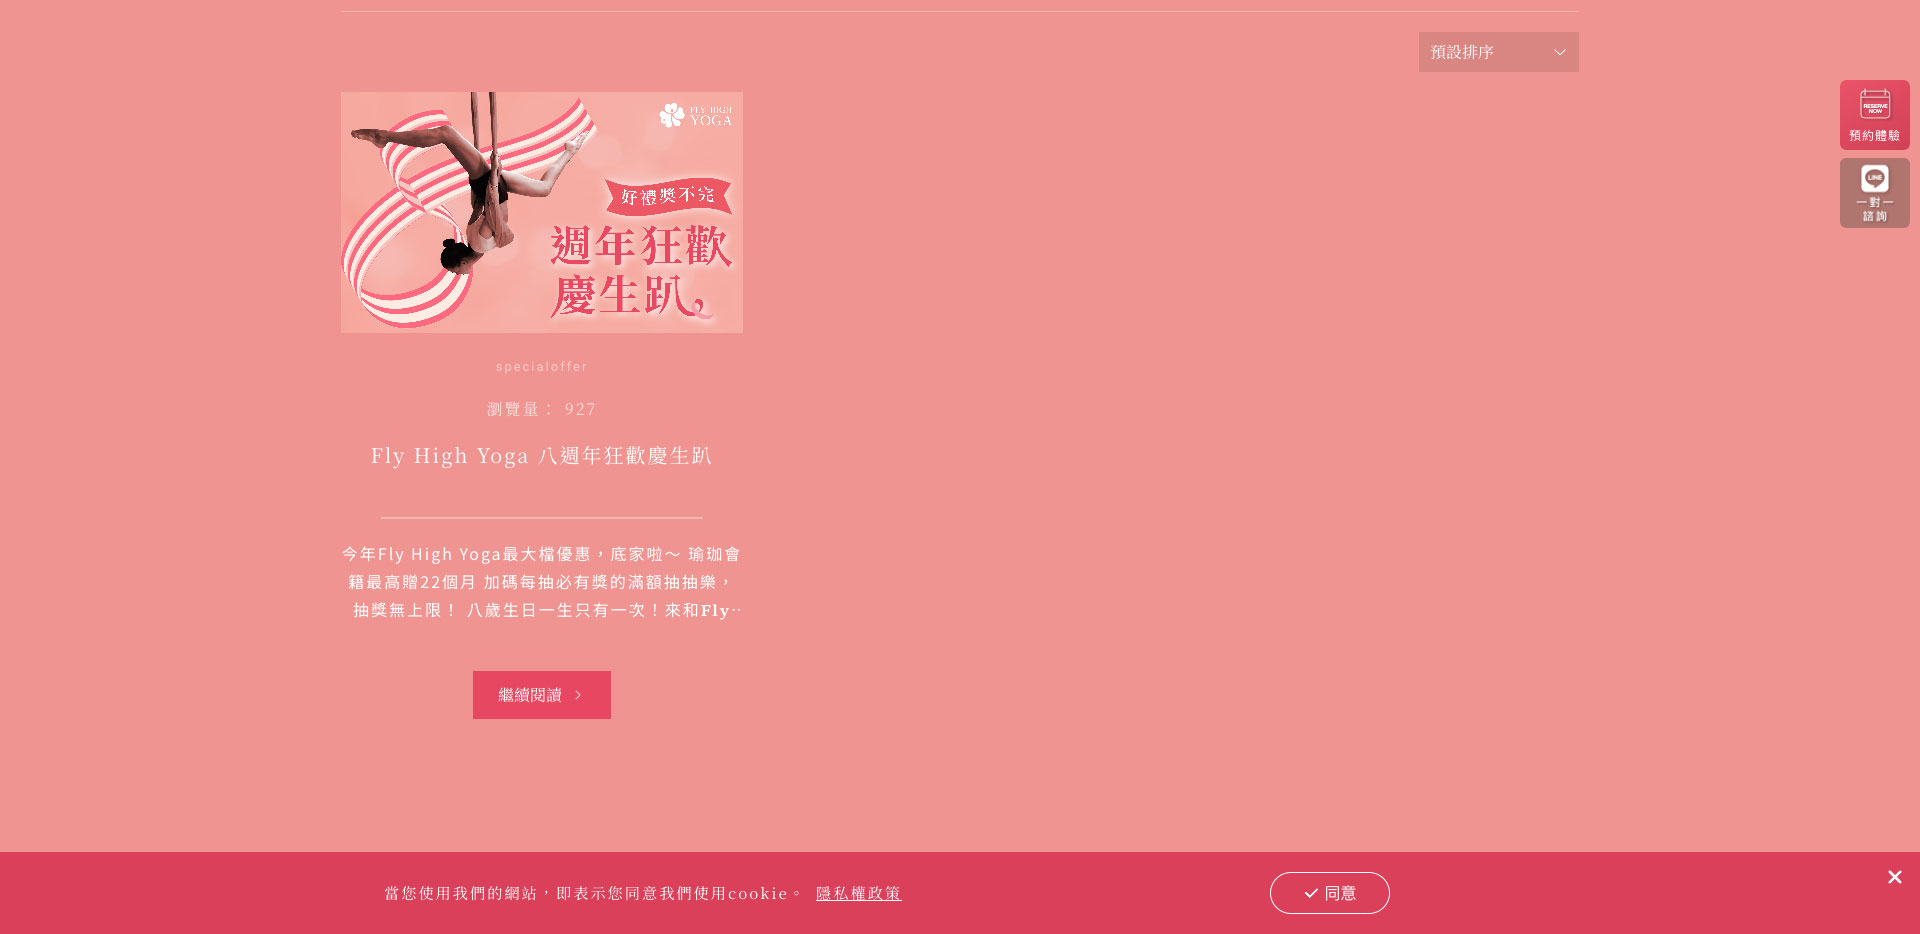 預設排序
RESERVE
NOW
預約體驗
LINE
一對一
諮詢
FLY HIGH
YOGA
好禮獎不完
週年狂歡
慶生趴
specialoffer
瀏覽量： 927
Fly High Yoga 八週年狂歡慶生趴
今年Fly High Yoga最大檔優惠，底家啦～ 瑜珈會
籍最高贈22個月 加碼每抽必有獎的滿額抽抽樂，
抽獎無上限！ 八歲生日一生只有一次！來和Fly..
繼續閱讀
當您使用我們的網站，即表示您同意我們使用cookie。 隱私權政策
同意